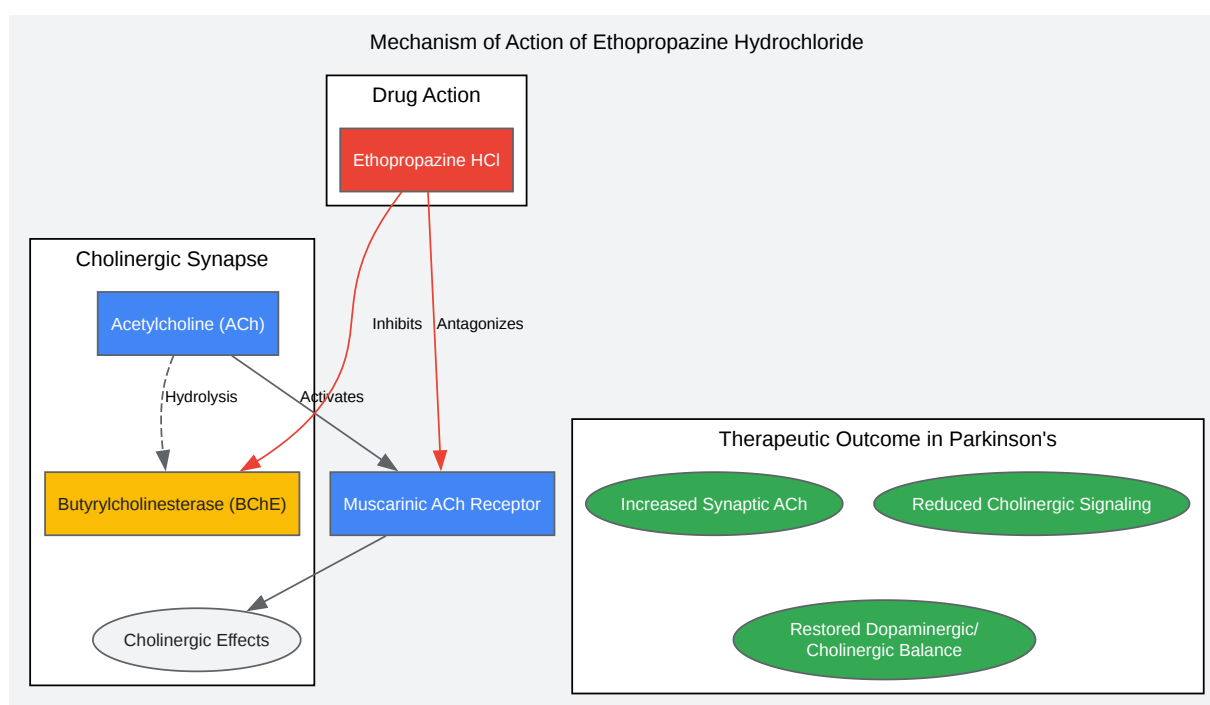 Mechanism of Action of Ethopropazine Hydrochloride
Drug Action
Ethopropazine HCl
Cholinergic Synapse
Acetylcholine (ACh)
Inhibits
Antagonizes
Hydrolysis
Activates
Butyrylcholinesterase (BChE)
Muscarinic ACh Receptor
Cholinergic Effects
Therapeutic Outcome in Parkinson's
Increased Synaptic ACh
Reduced Cholinergic Signaling
Restored Dopaminergic/
Cholinergic Balance